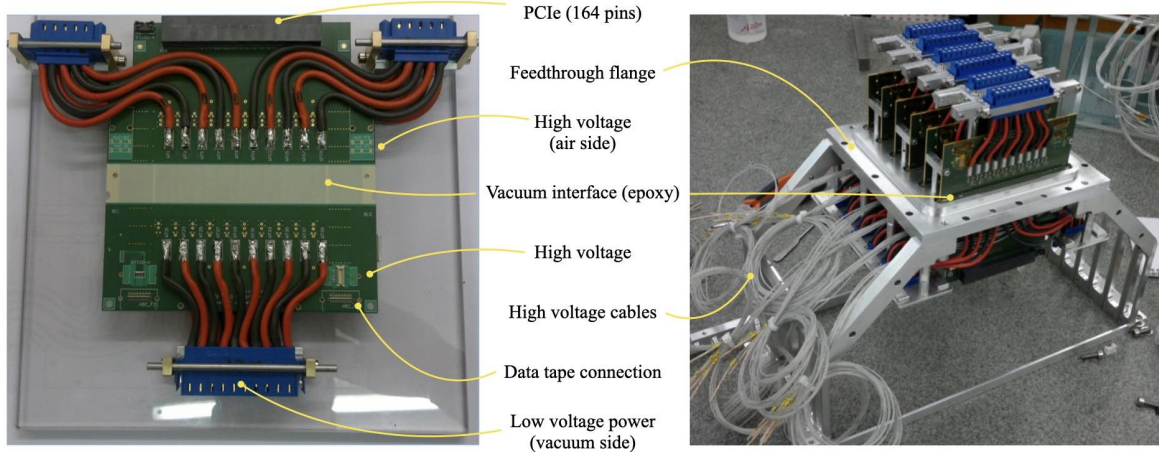 PCIe (164 pins)
Feedthrough flange
High voltage
(air side)
Vacuum interface (epoxy)
High voltage
High voltage cables
Data tape connection
Low voltage power
(vacuum side)